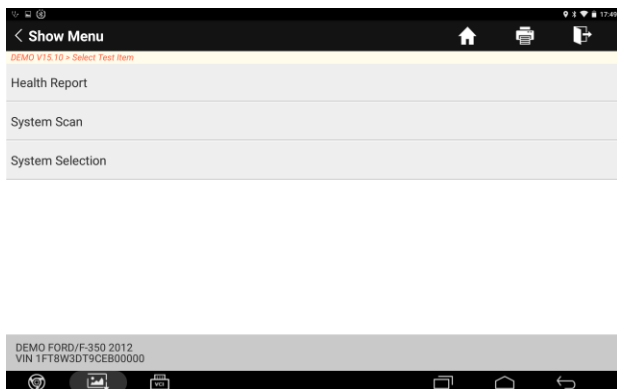 17:49
< Show Menu
DEMO V15.10 > Select Test Item
Health Report
System Scan
System Selection
DEMO FORD/F-350 2012
VIN 1FT8W3DT9CEB00000
VCI